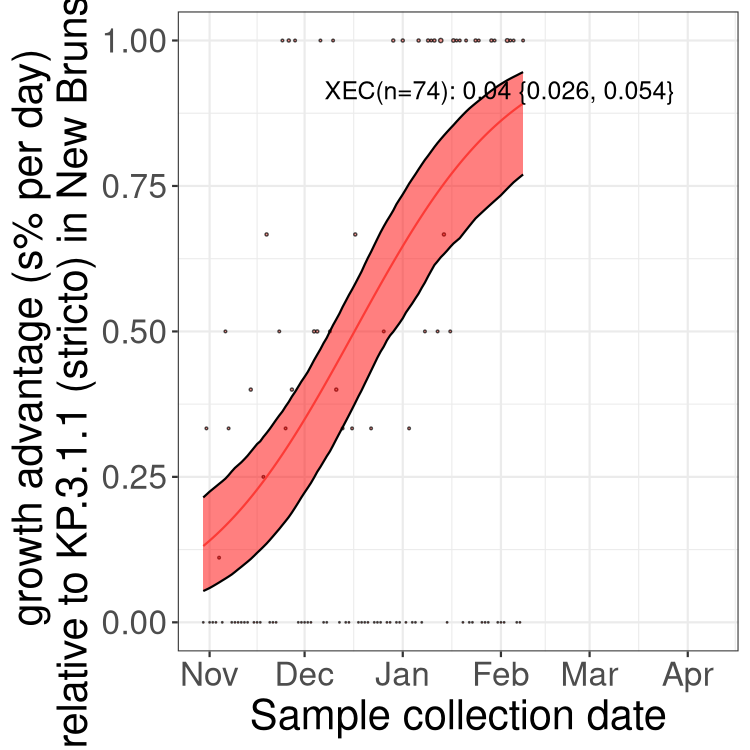 growth advantage (s% per day)
relative to KP.3.1.1 (stricto) in New Bruns
1.00
0.75
0.50
0.25
0.00
XEC(n=74): 0.04 {0.026, 0.054}
Nov Dec Jan Feb Mar Apr
Sample collection date